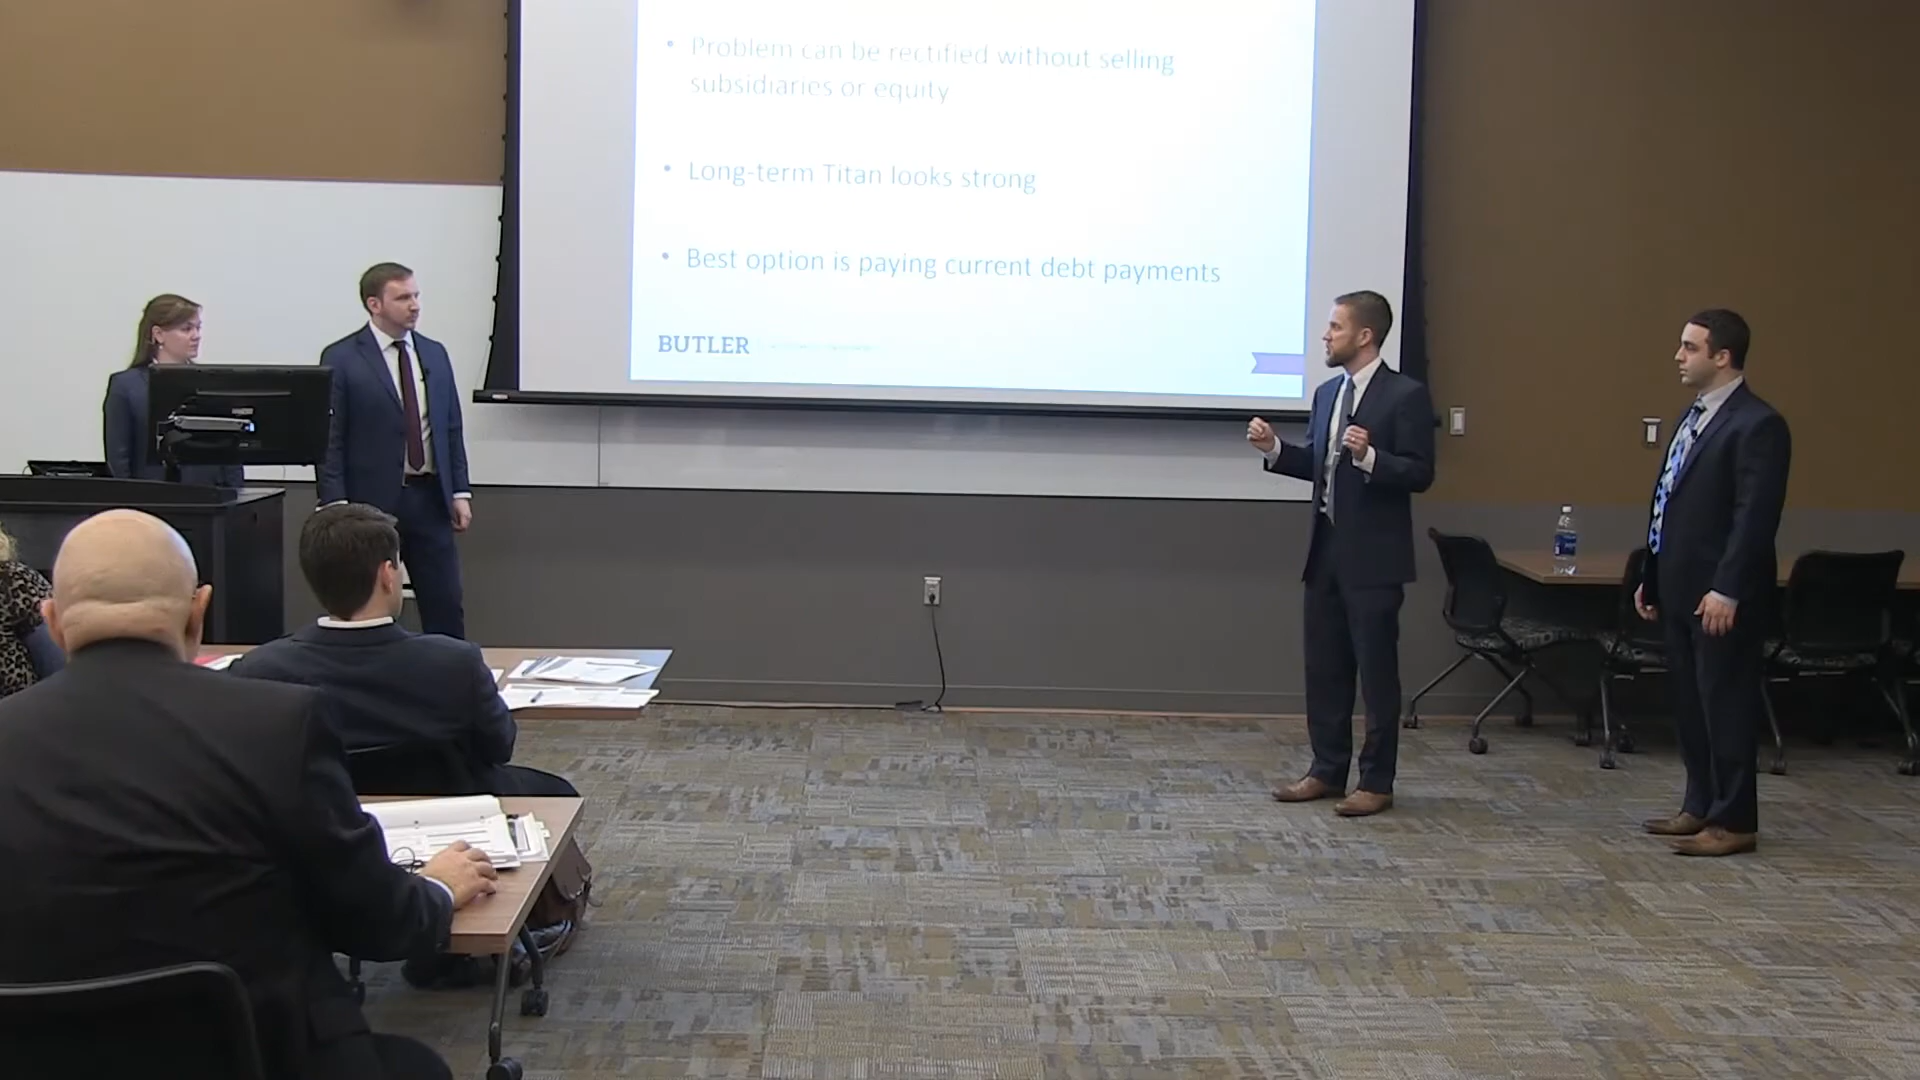 • Problem can be rectified without selling
subsidiaries or equity
• Long-term Titan looks strong
• Best option is paying current debt payments
BUTLER